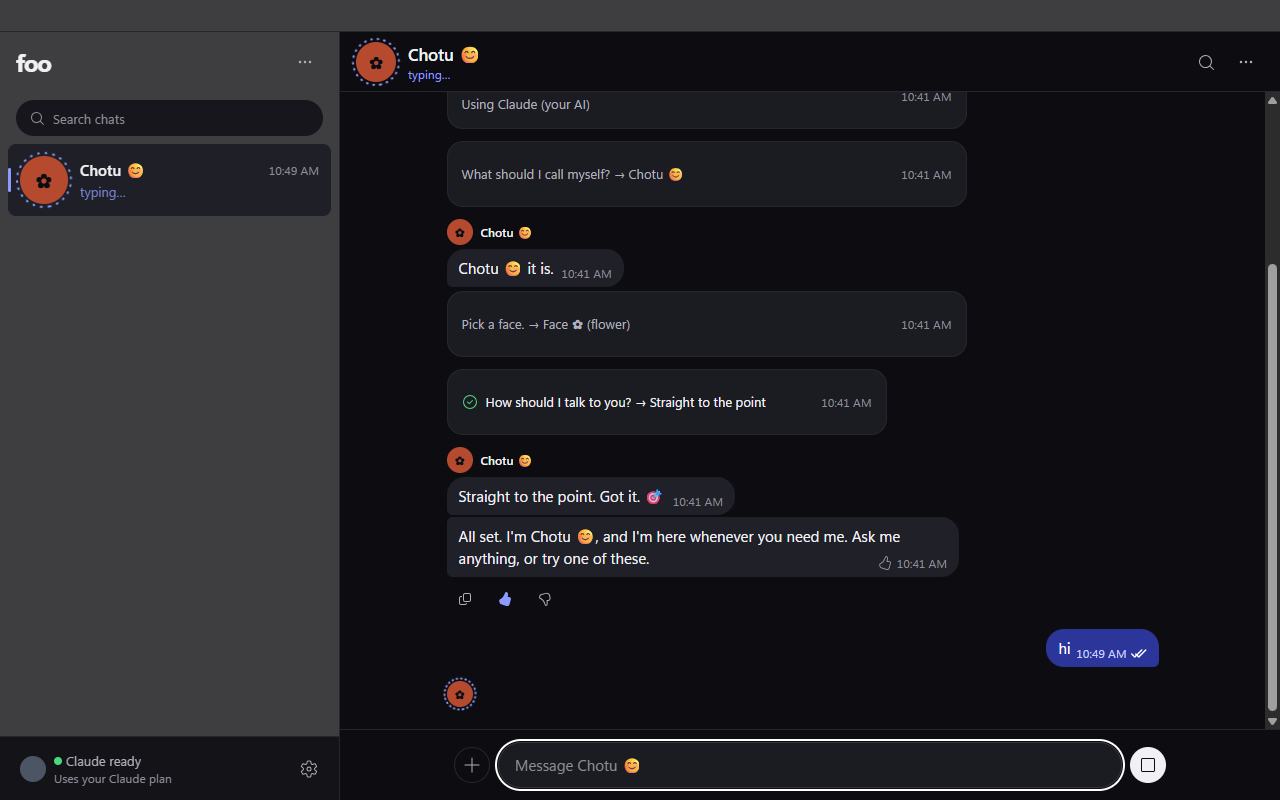 foo
Search chats
Chotu 😊 10:49 AM
typing...
Claude ready
Uses your Claude plan
Chotu 😊
typing...
Using Claude (your AI) 10:41 AM
What should I call myself? → Chotu 😊 10:41 AM
Chotu 😊
Chotu 😊 it is. 10:41 AM
Pick a face. → Face ✿ (flower) 10:41 AM
How should I talk to you? → Straight to the point 10:41 AM
Chotu 😊
Straight to the point. Got it. 🎯 10:41 AM
All set. I'm Chotu 😊, and I'm here whenever you need me. Ask me
anything, or try one of these. 10:41 AM
hi 10:49 AM
Message Chotu 😊